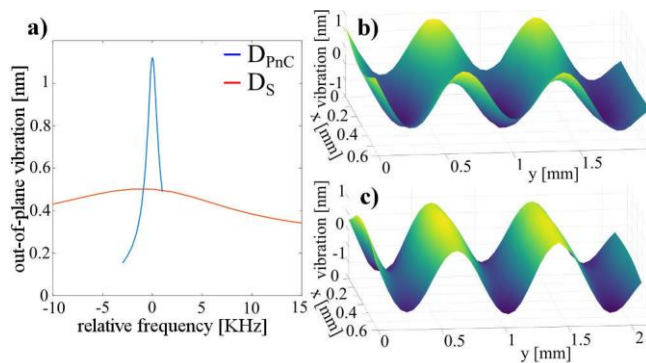 a)
D_PnC
D_S
out-of-plane vibration [nm]
1
0.8
0.6
0.4
0.2
0
-10 -5 0 5 10 15
relative frequency [KHz]
b)
vibration [nm]
1
0
-1
0
0.2
0.4
0.6
x [mm]
0 0.5 1 1.5
y [mm]
c)
vibration [nm]
1
0
-1
0
0.2
0.4
0.6
x [mm]
0 0.5 1 1.5 2
y [mm]